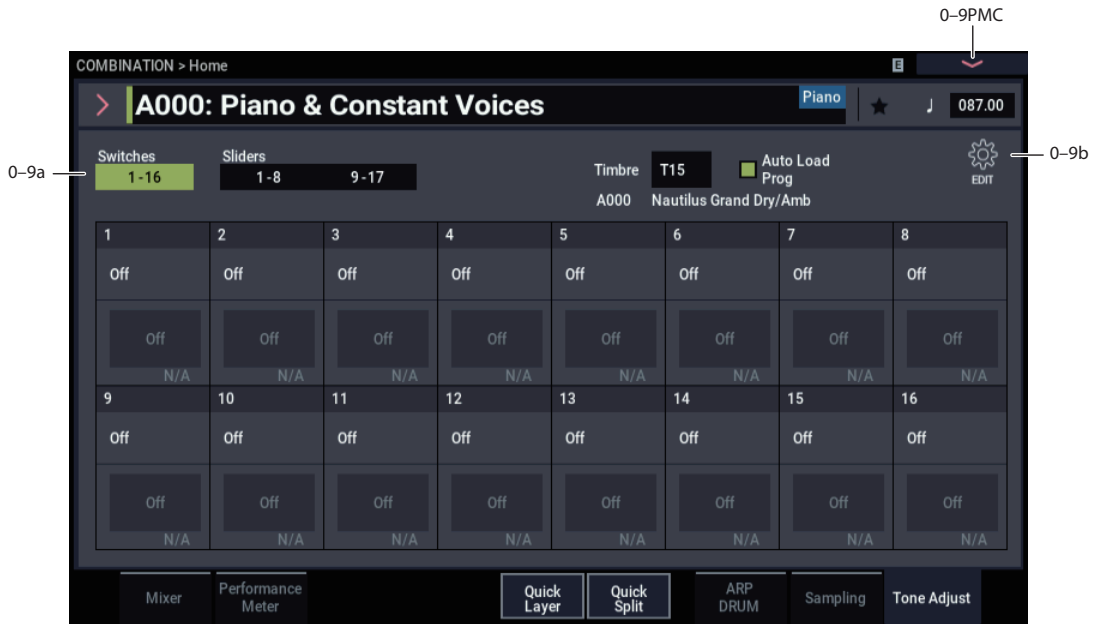 0–9PMC
COMBINATION > Home
E
A000: Piano & Constant Voices
Piano
♩ 087.00
0–9a
Switches
1-16
Sliders
1-8 9-17
Timbre T15
Auto Load
Prog
A000 Nautilus Grand Dry/Amb
EDIT
0–9b
1 2 3 4 5 6 7 8
Off Off Off Off Off Off Off Off
Off Off Off Off Off Off Off Off
N/A N/A N/A N/A N/A N/A N/A N/A
9 10 11 12 13 14 15 16
Off Off Off Off Off Off Off Off
Off Off Off Off Off Off Off Off
N/A N/A N/A N/A N/A N/A N/A N/A
Mixer
Performance
Meter
Quick
Layer
Quick
Split
ARP
DRUM
Sampling
Tone Adjust